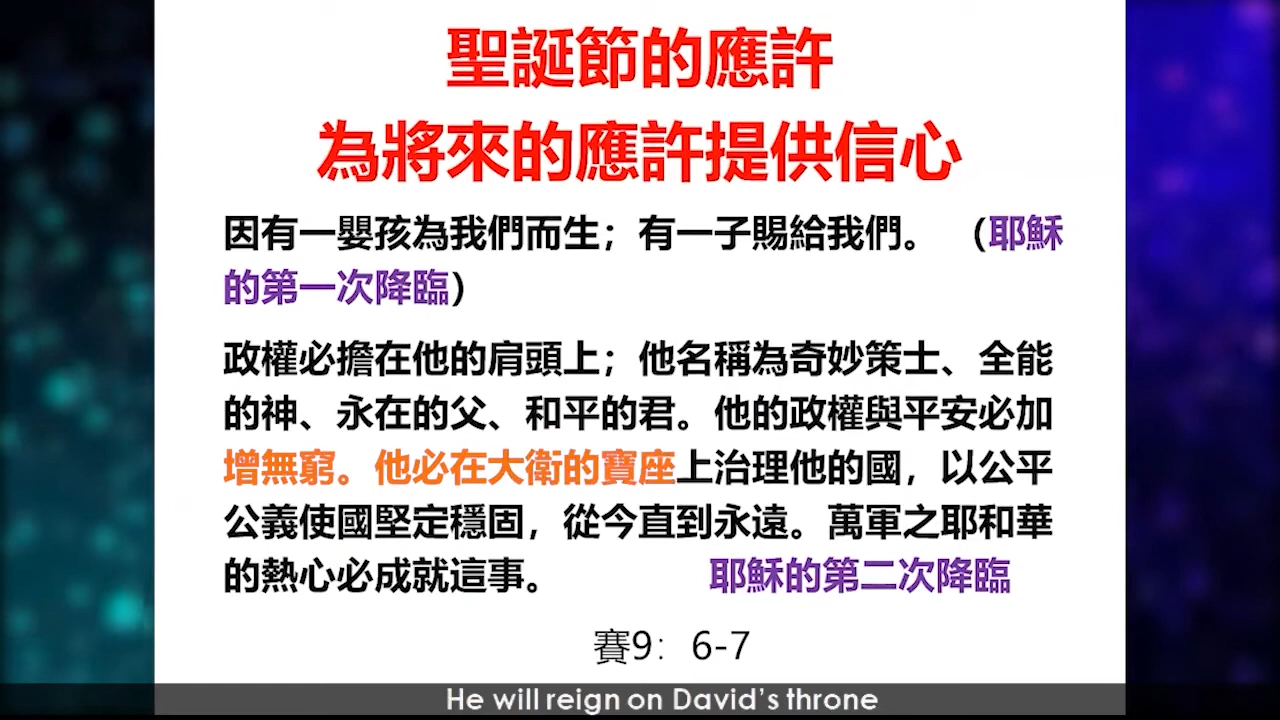 聖誕節的應許
為將來的應許提供信心
因有一嬰孩為我們而生；有一子賜給我們。 （耶穌
的第一次降臨）
政權必擔在他的肩頭上；他名稱為奇妙策士、全能
的神、永在的父、和平的君。他的政權與平安必加
增無窮。他必在大衛的寶座上治理他的國，以公平
公義使國堅定穩固，從今直到永遠。萬軍之耶和華
的熱心必成就這事。 耶穌的第二次降臨
賽9：6-7
He will reign on David’s throne